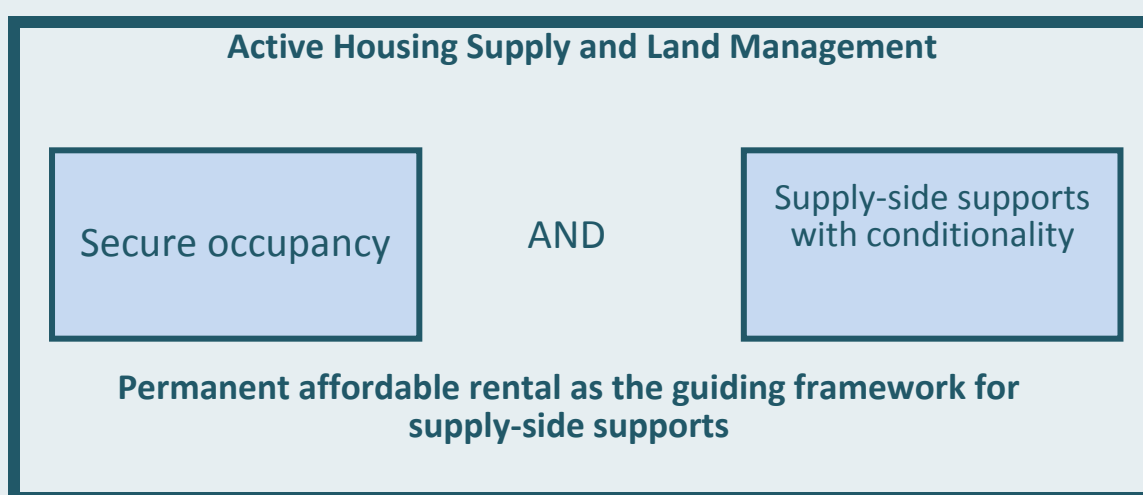 Active Housing Supply and Land Management
Secure occupancy
AND
Supply-side supports
with conditionality
Permanent affordable rental as the guiding framework for
supply-side supports